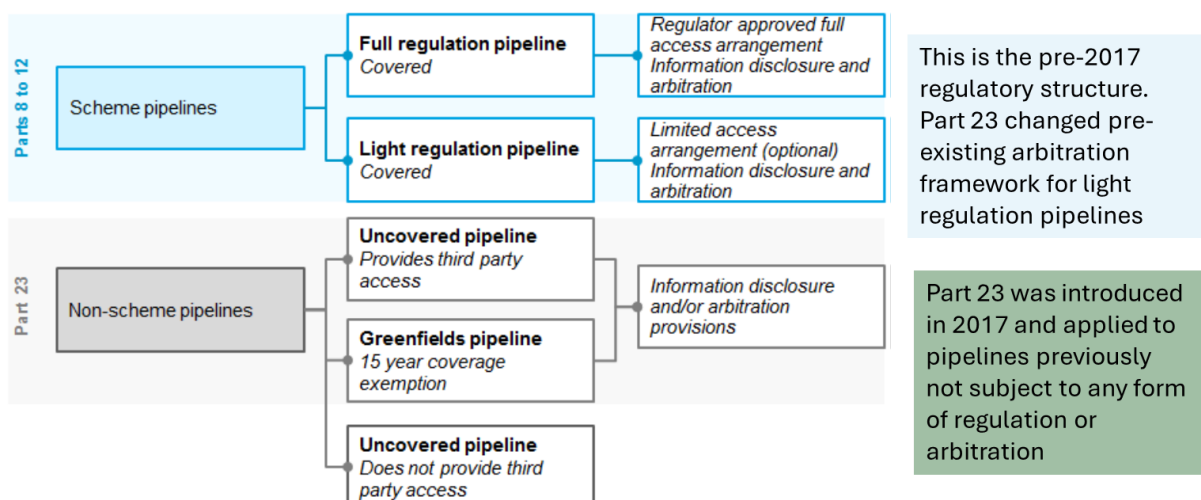 Parts 8 to 12
Scheme pipelines
Full regulation pipeline
Covered
Regulator approved full
access arrangement
Information disclosure and
arbitration
Light regulation pipeline
Covered
Limited access
arrangement (optional)
Information disclosure and
arbitration
This is the pre-2017
regulatory structure.
Part 23 changed pre-
existing arbitration
framework for light
regulation pipelines
Part 23
Non-scheme pipelines
Uncovered pipeline
Provides third party
access
Greenfields pipeline
15 year coverage
exemption
Information disclosure
and/or arbitration
provisions
Uncovered pipeline
Does not provide third
party access
Part 23 was introduced
in 2017 and applied to
pipelines previously
not subject to any form
of regulation or
arbitration